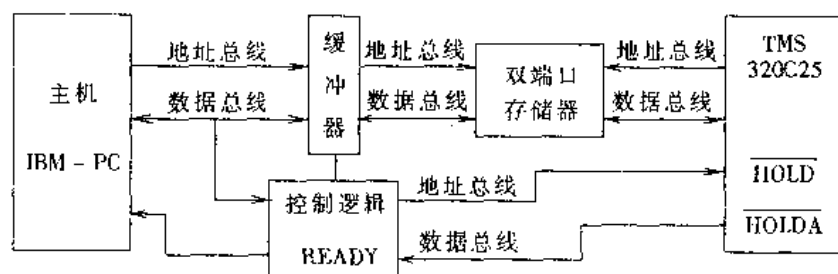 地址总线
缓冲器
地址总线
地址总线
TMS
320C25
主机
双端口
存储器
数据总线
数据总线
数据总线
IBM-PC
HOLD
地址总线
控制逻辑
HOLDA
数据总线
READY